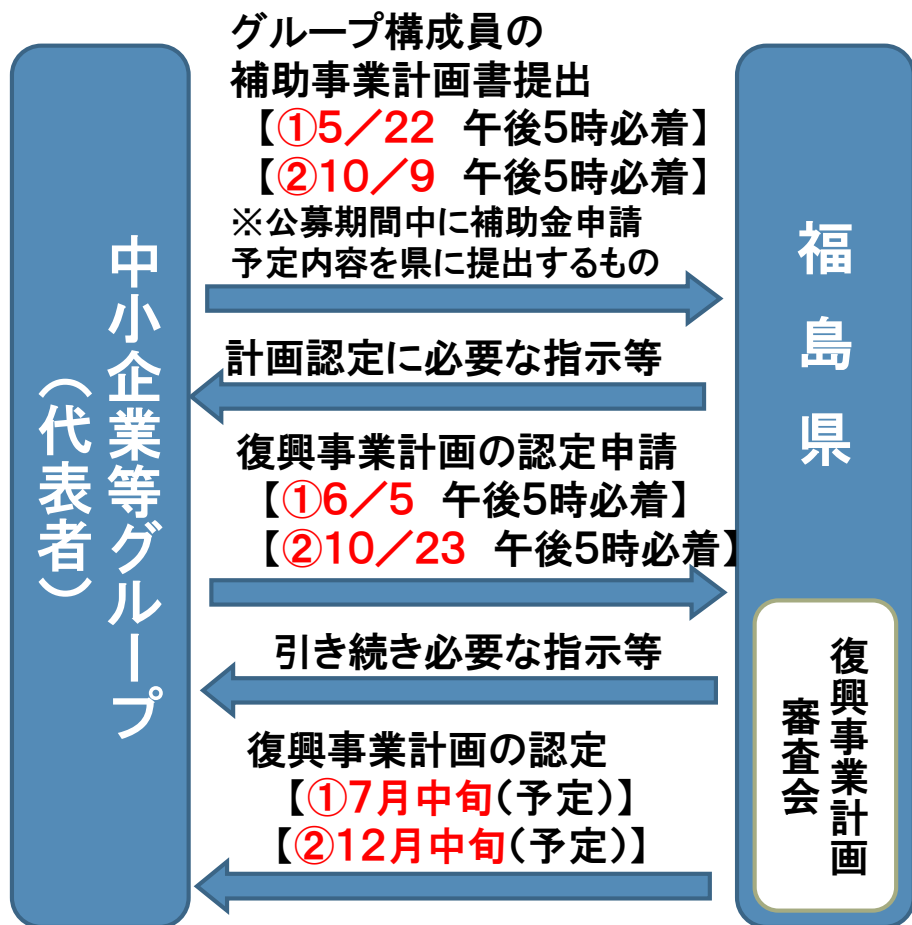 グループ構成員の
補助事業計画書提出
【①5／22 午後5時必着】
【②10／9 午後5時必着】
※公募期間中に補助金申請
予定内容を県に提出するもの
計画認定に必要な指示等
復興事業計画の認定申請
【①6／5 午後5時必着】
【②10／23 午後5時必着】
引き続き必要な指示等
復興事業計画の認定
【①7月中旬（予定）】
【②12月中旬（予定）】
中小企業等グループ
（代表者）
福島県
復興事業計画
審査会